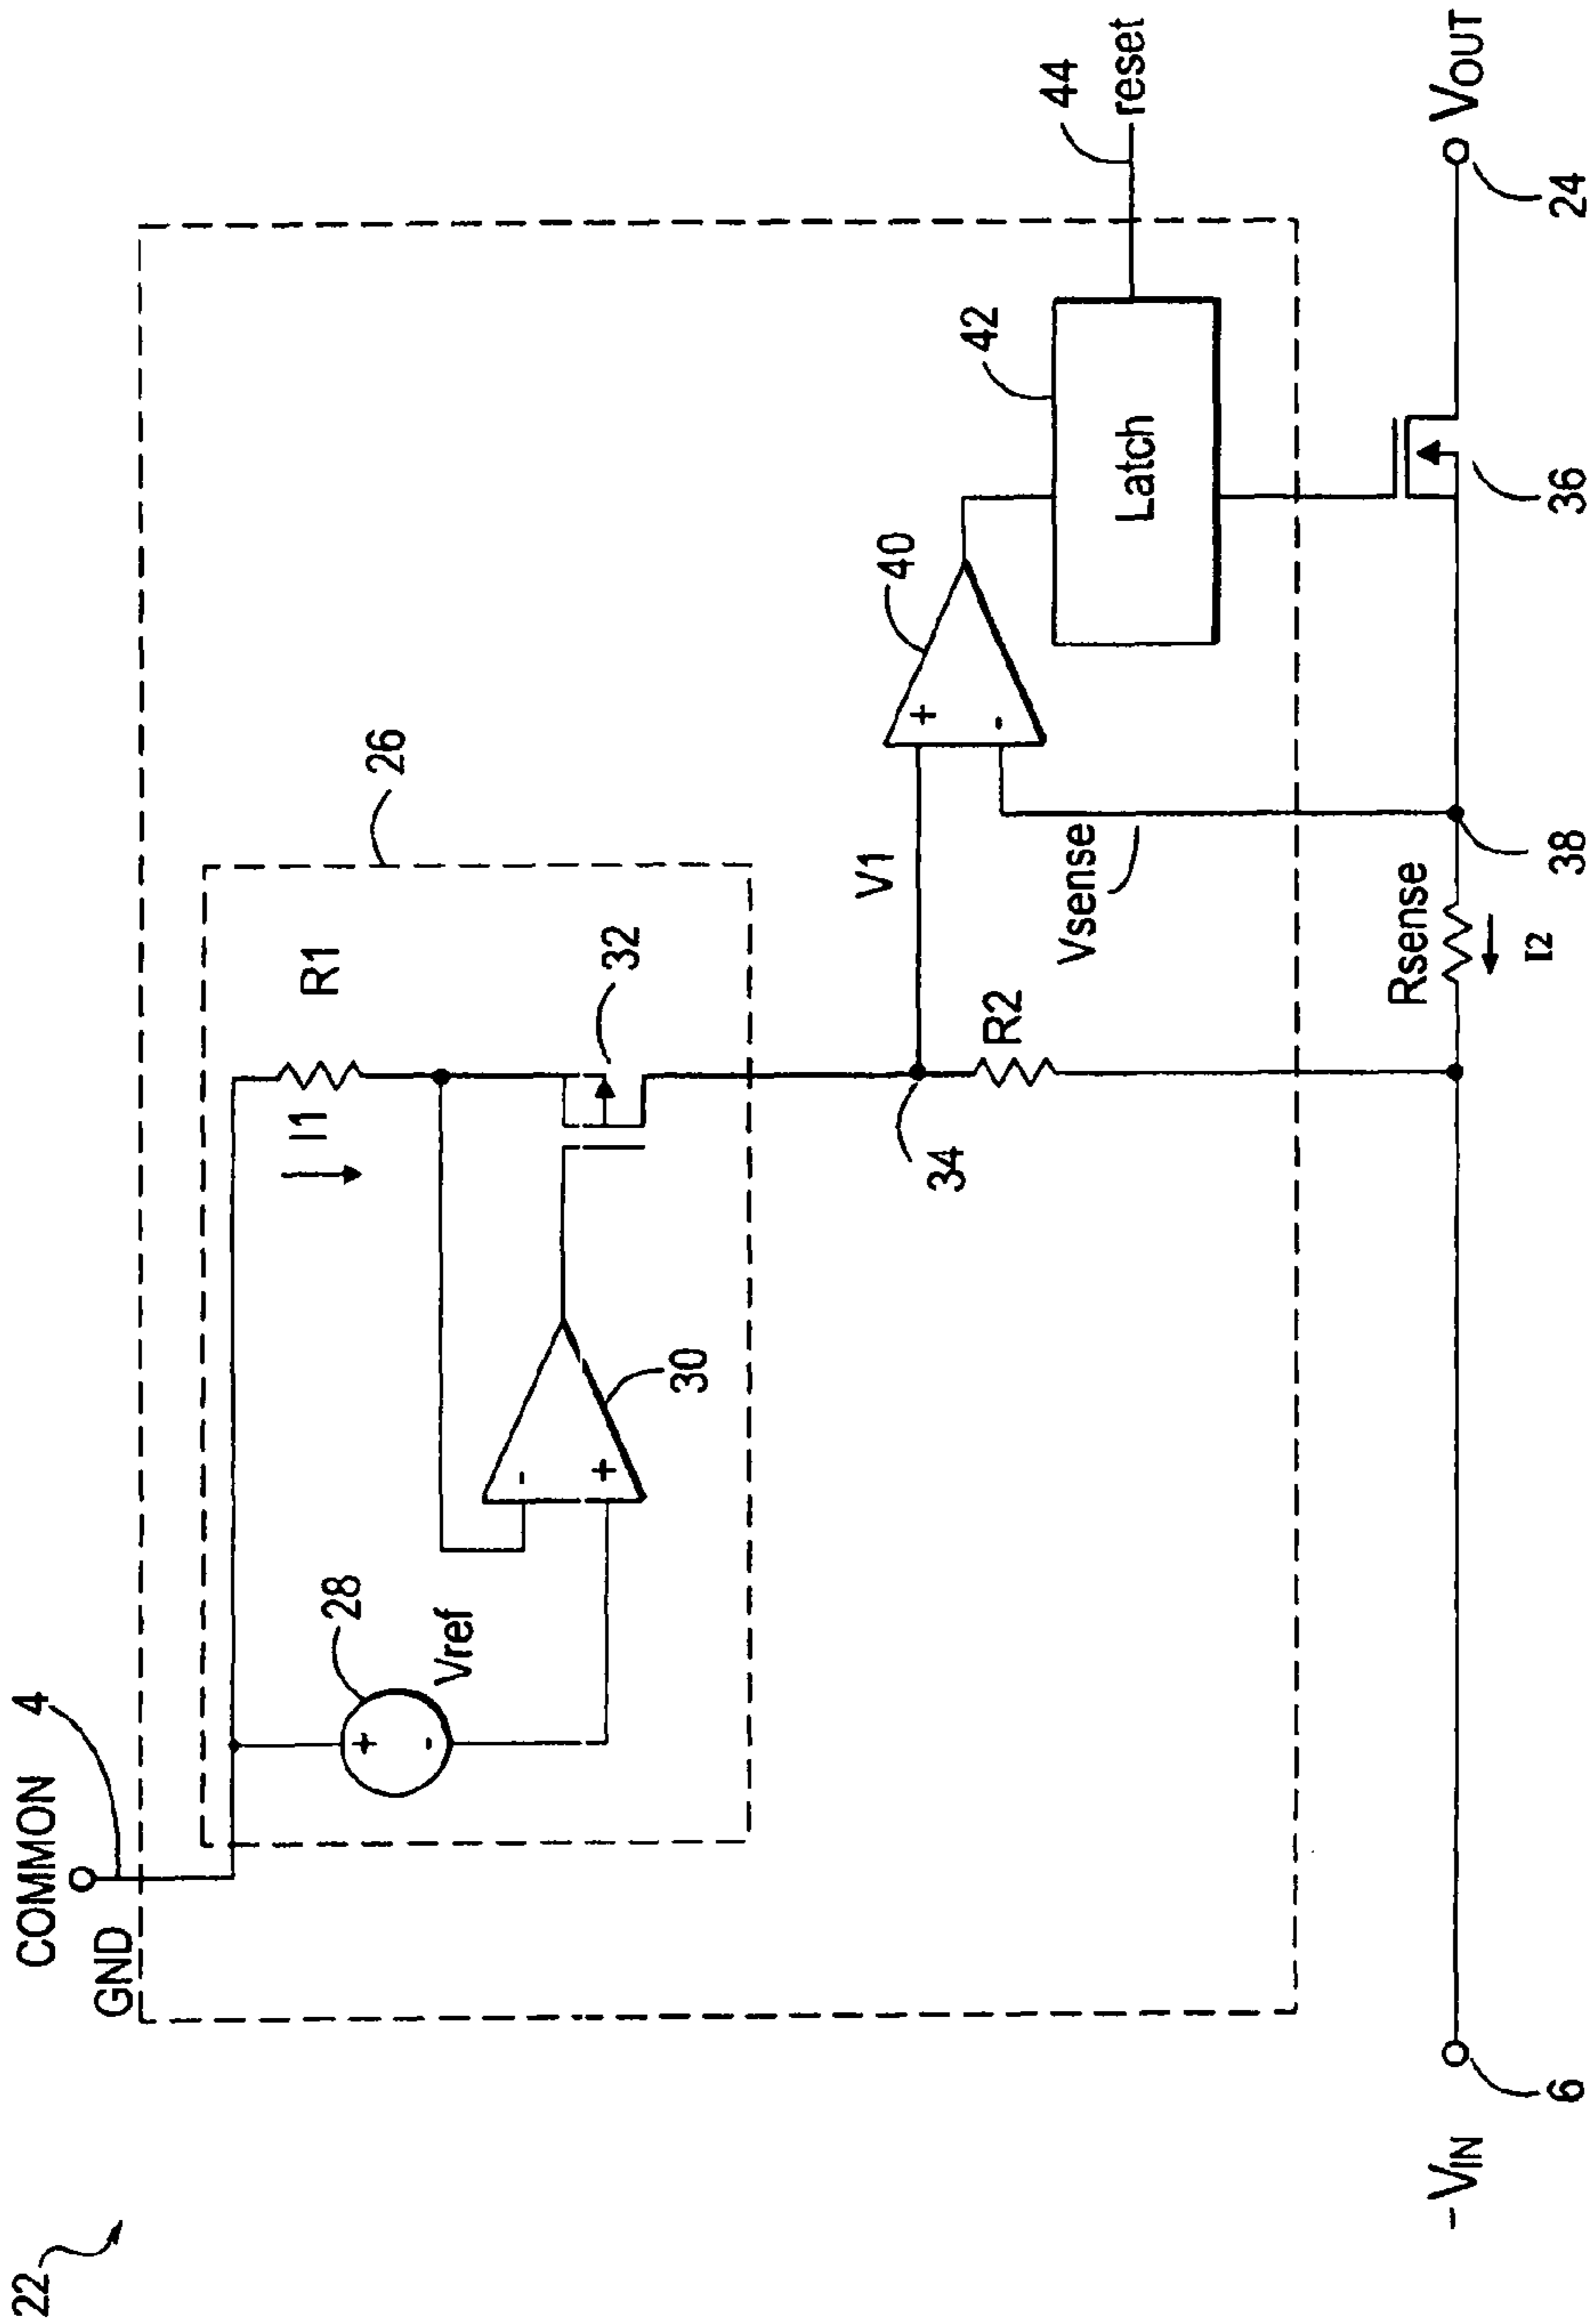 22
COMMON
GND
4
26
28
Vref
I1
R1
30
32
-
+
+
-
34
R2
V1
40
+
-
Vsense
42
Latch
44
reset
- VIN
6
Rsense
I2
38
36
24
VOUT